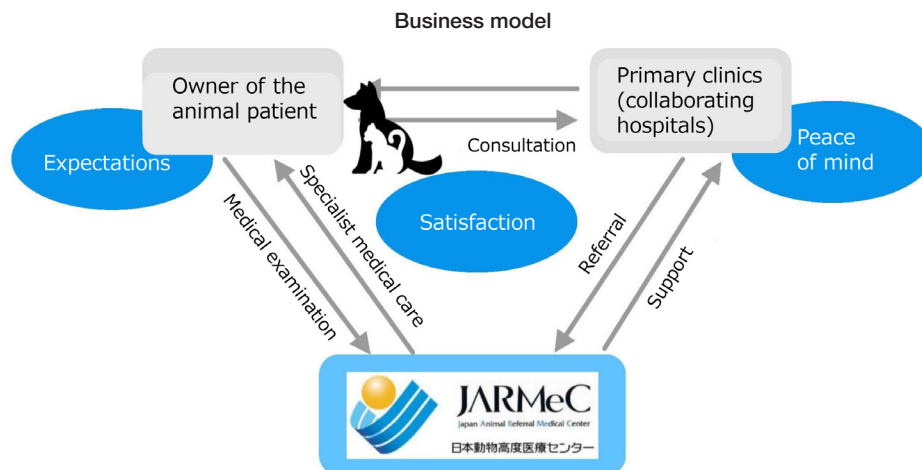 Business model
Owner of the
animal patient
Primary clinics
(collaborating
hospitals)
Consultation
Expectations
Peace
of mind
Satisfaction
Medical examination
Specialist medical care
Referral
Support
JARMeC
Japan Animal Referral Medical Center
日本動物高度医療センター